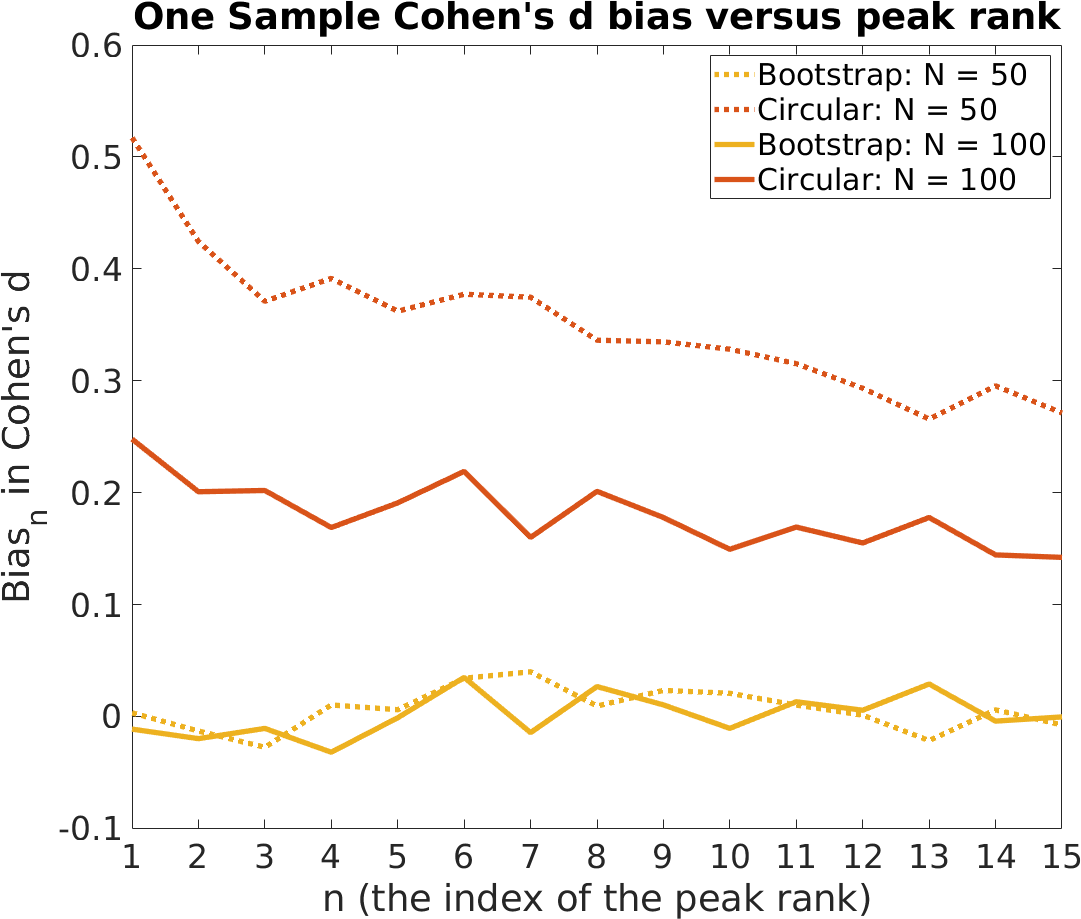 One Sample Cohen's d bias versus peak rank
Bootstrap: N = 50
Circular: N = 50
Bootstrap: N = 100
Circular: N = 100
0.6
0.5
0.4
0.3
0.2
0.1
0
-0.1
Biasn in Cohen's d
1 2 3 4 5 6 7 8 9 10 11 12 13 14 15
n (the index of the peak rank)